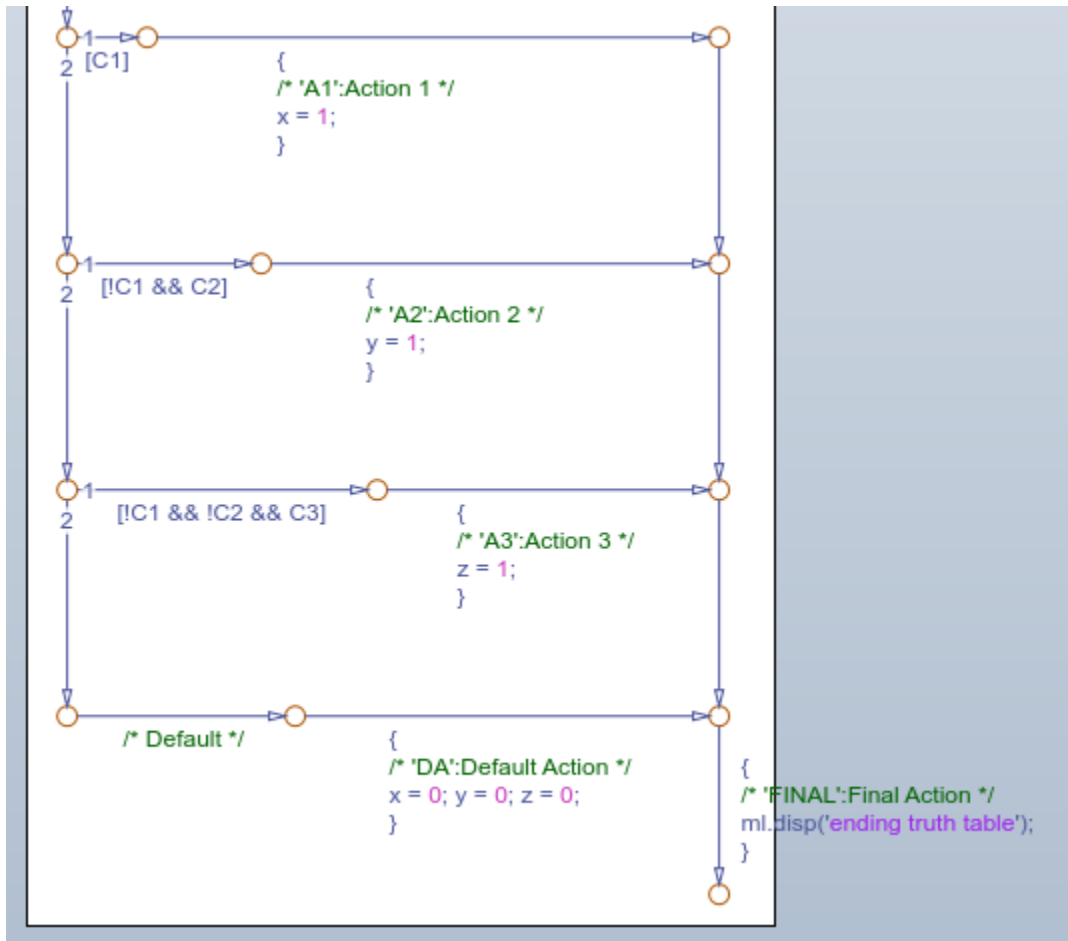 1
[C1]
2
{
/* 'A1':Action 1 */
x = 1;
}
1
[!C1 && C2]
2
{
/* 'A2':Action 2 */
y = 1;
}
1
[!C1 && !C2 && C3]
2
{
/* 'A3':Action 3 */
z = 1;
}
/* Default */
{
/* 'DA':Default Action */
x = 0; y = 0; z = 0;
}
{
/* 'FINAL':Final Action */
ml.disp('ending truth table');
}